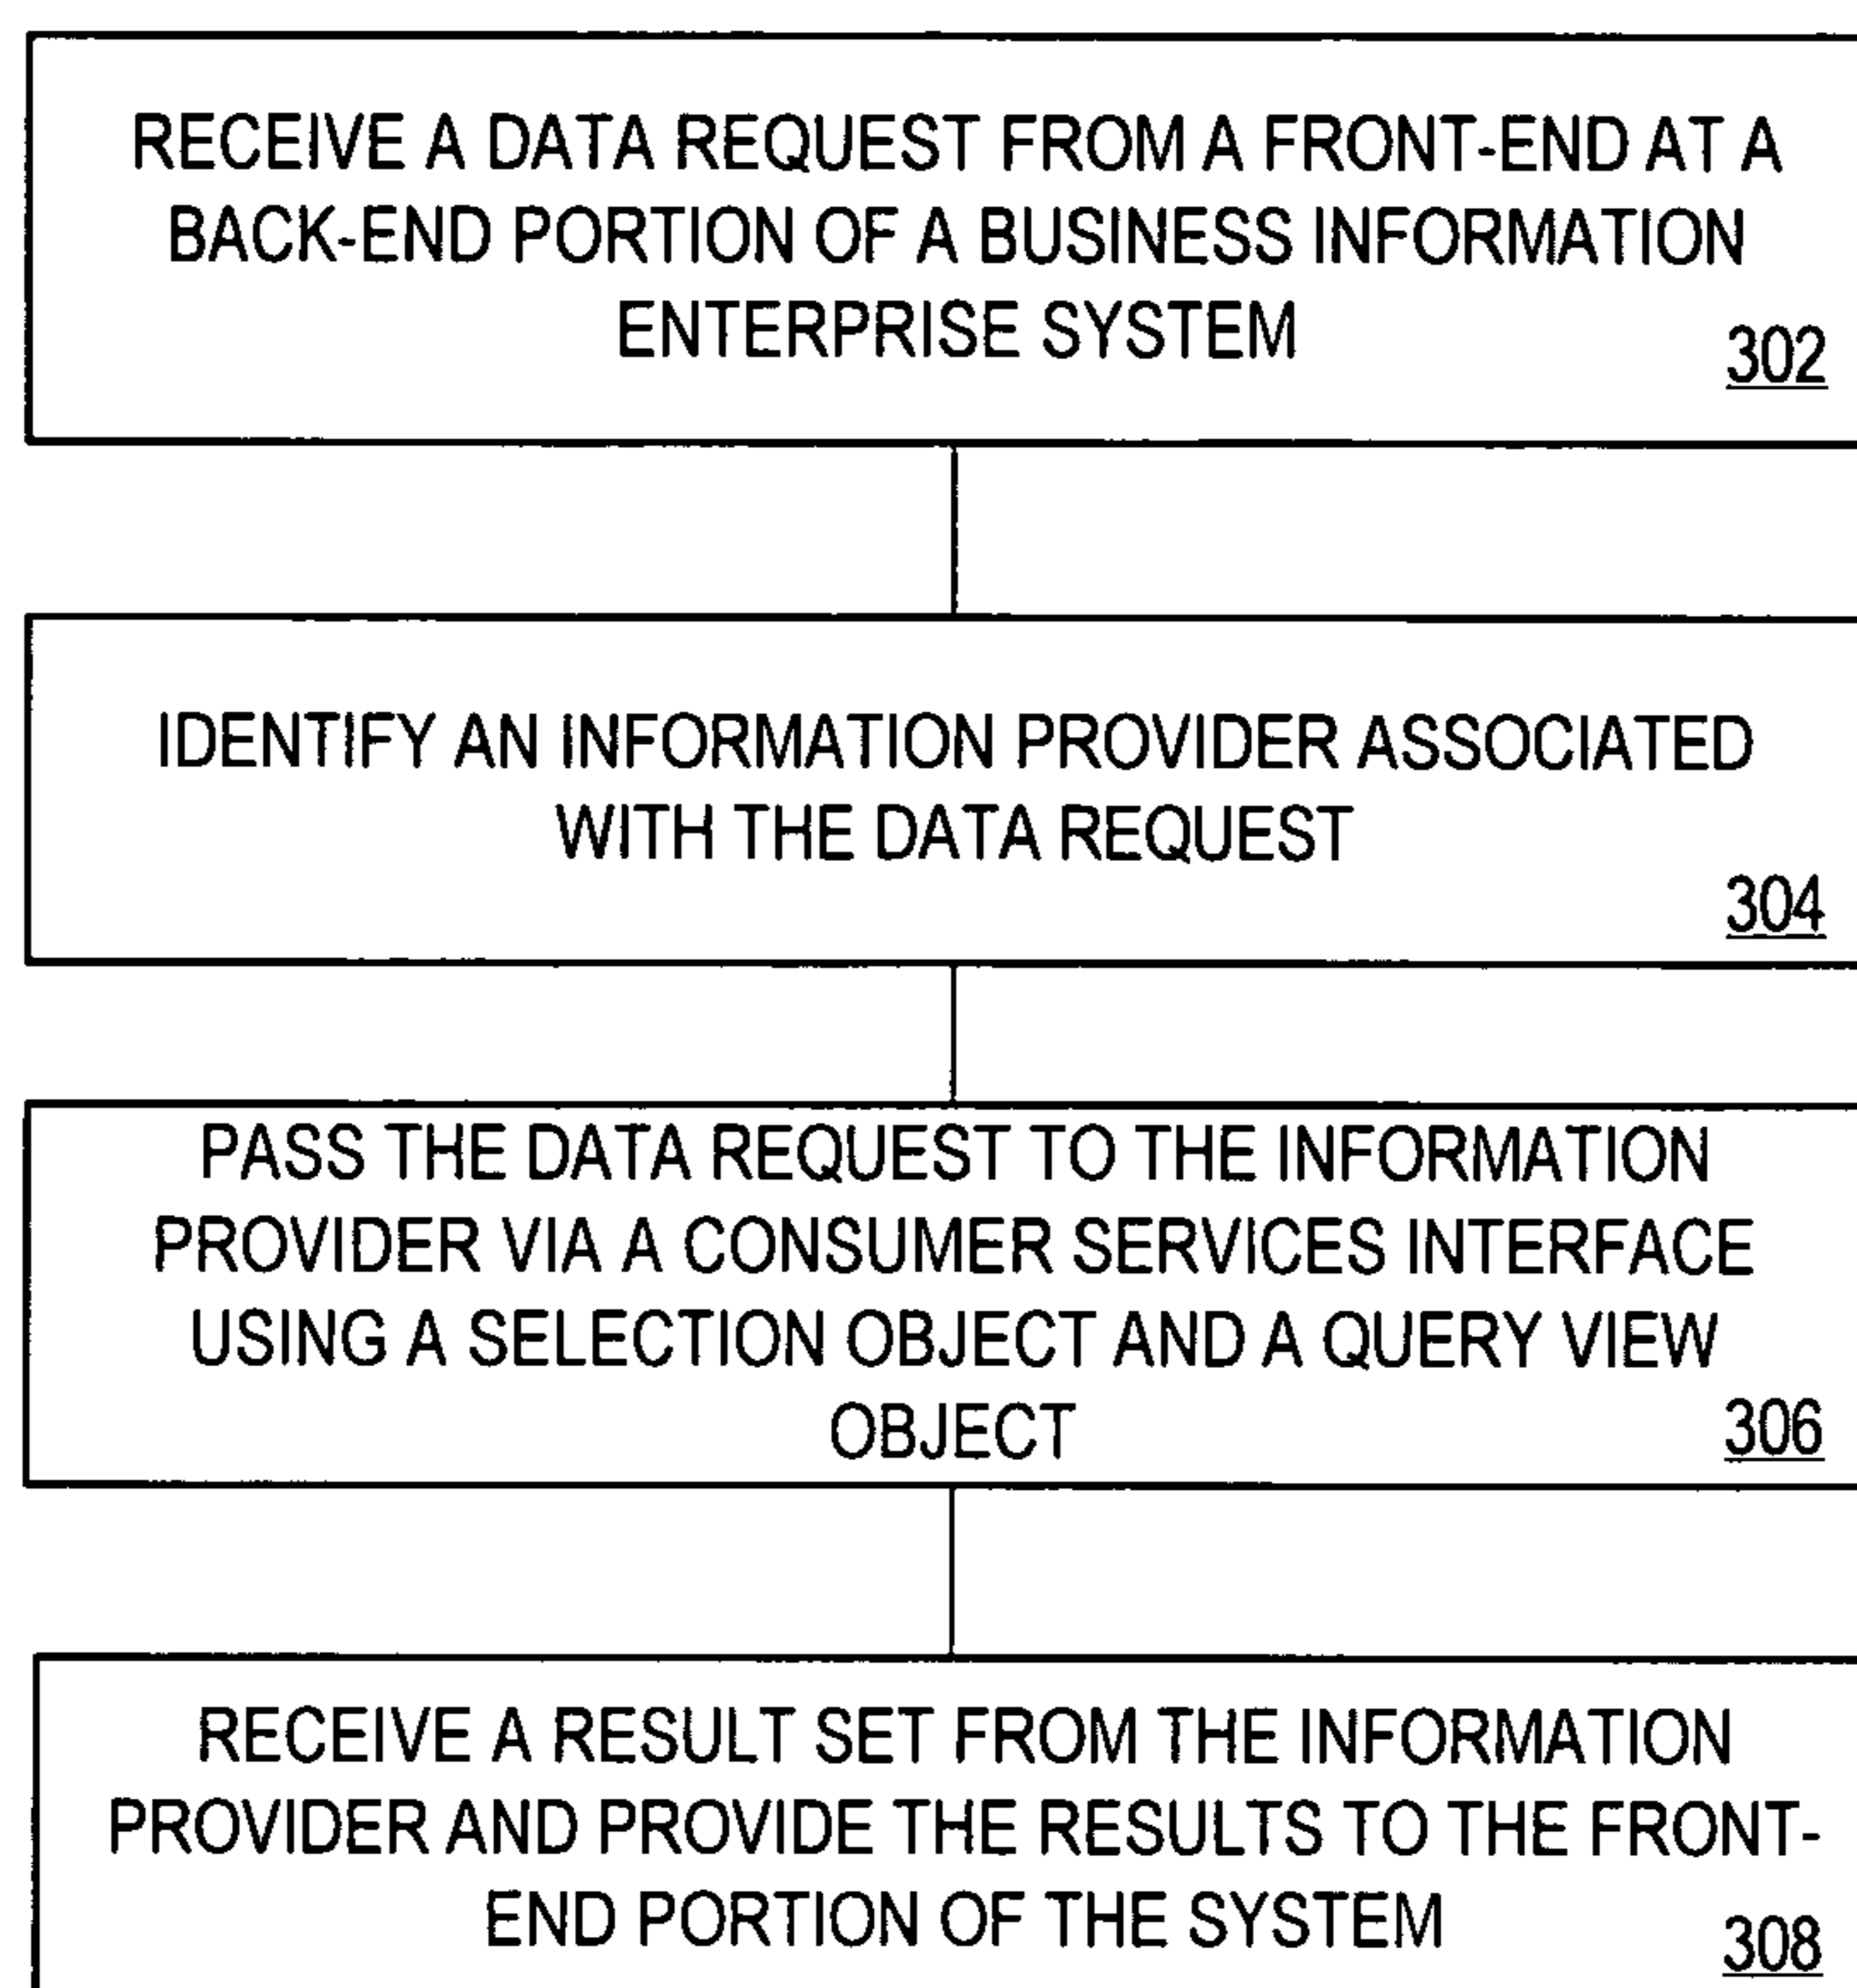 RECEIVE A DATA REQUEST FROM A FRONT-END AT A
BACK-END PORTION OF A BUSINESS INFORMATION
ENTERPRISE SYSTEM
302
IDENTIFY AN INFORMATION PROVIDER ASSOCIATED
WITH THE DATA REQUEST
304
PASS THE DATA REQUEST TO THE INFORMATION
PROVIDER VIA A CONSUMER SERVICES INTERFACE
USING A SELECTION OBJECT AND A QUERY VIEW
OBJECT
306
RECEIVE A RESULT SET FROM THE INFORMATION
PROVIDER AND PROVIDE THE RESULTS TO THE FRONT-
END PORTION OF THE SYSTEM
308